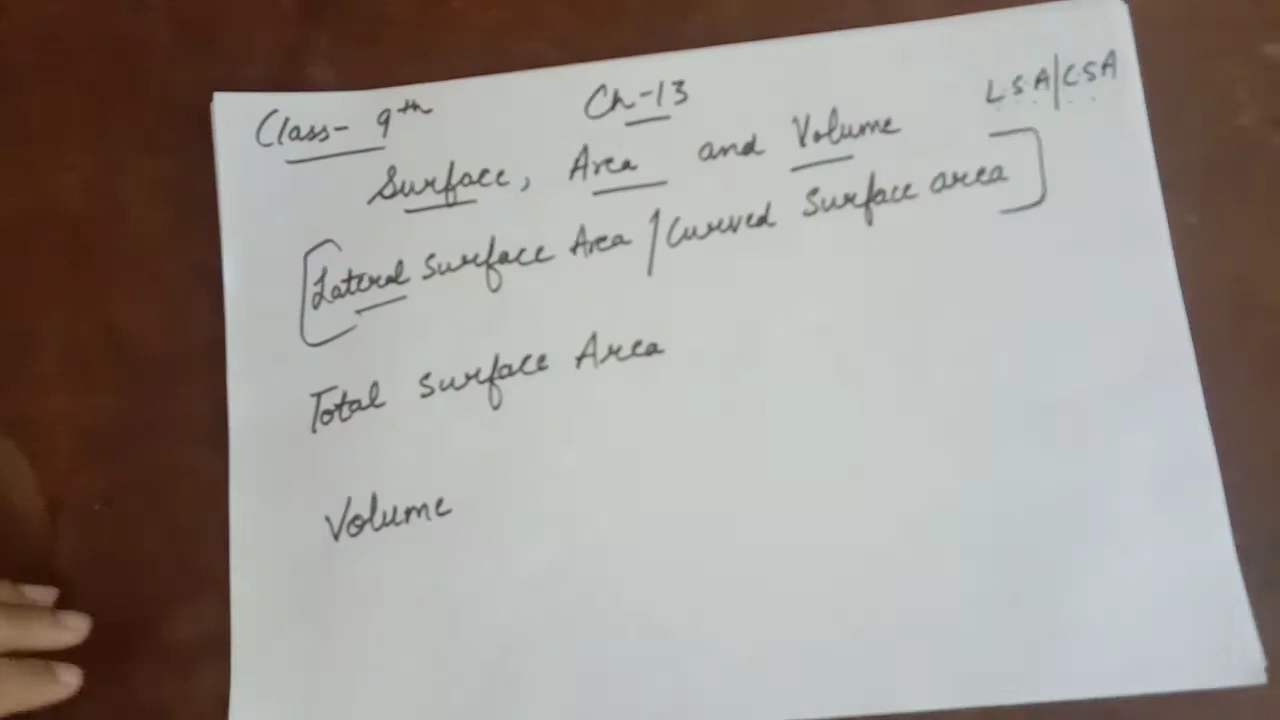 Class- 9th Ch-13 LSA/CSA
Surface, Area and Volume
[Lateral Surface Area / Curved Surface area]
Total Surface Area
Volume